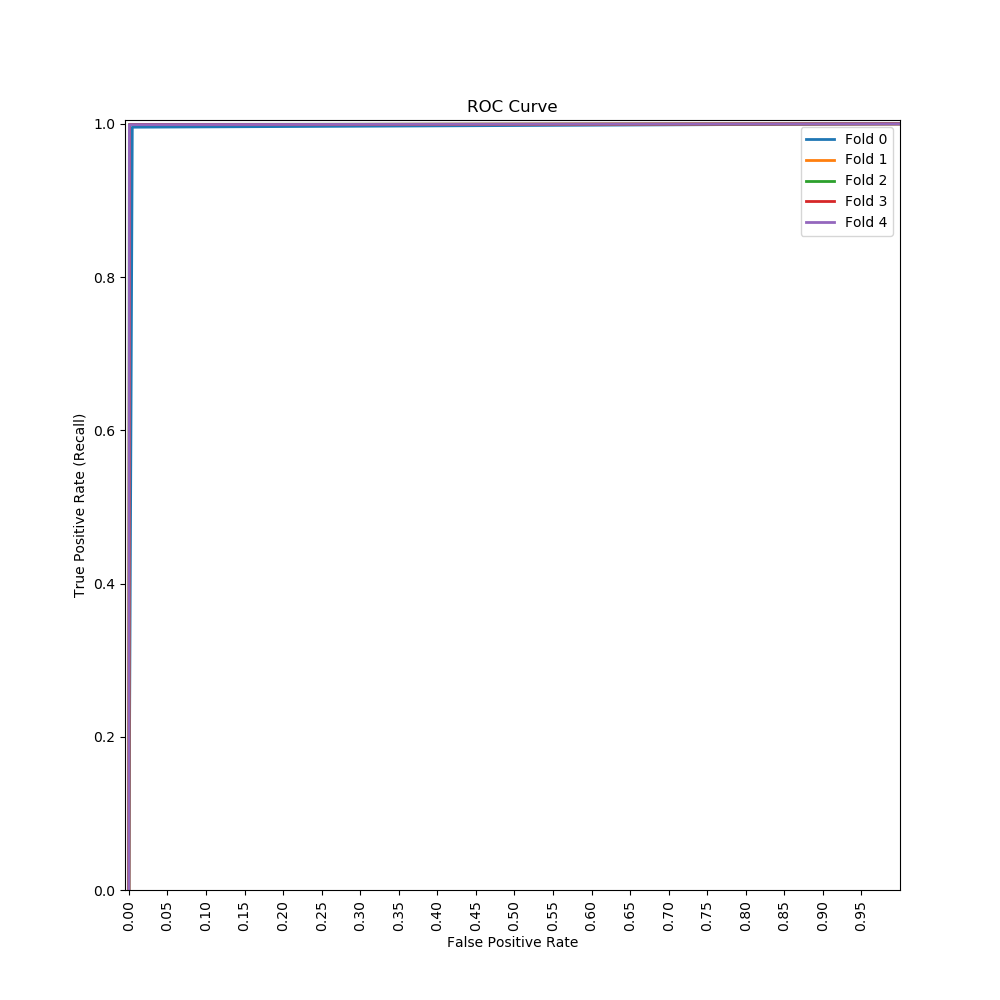 ROC Curve
1.0
0.8
0.6
0.4
0.2
0.0
True Positive Rate (Recall)
Fold 0
Fold 1
Fold 2
Fold 3
Fold 4
0.00 0.05 0.10 0.15 0.20 0.25 0.30 0.35 0.40 0.45 0.50 0.55 0.60 0.65 0.70 0.75 0.80 0.85 0.90 0.95
False Positive Rate